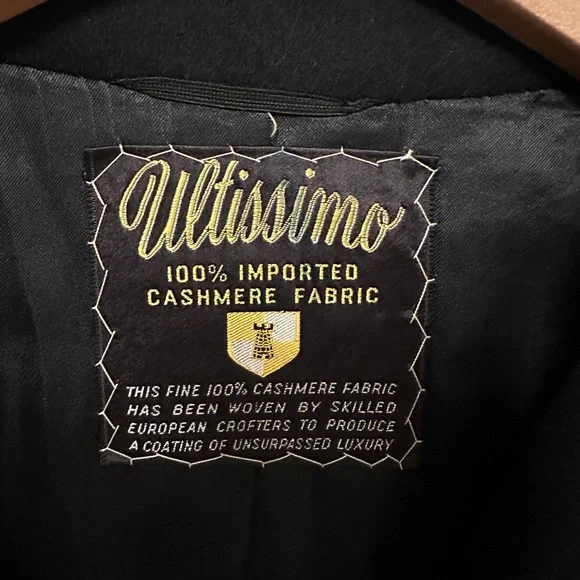 Ultissimo
100% IMPORTED
CASHMERE FABRIC
THIS FINE 100% CASHMERE FABRIC
HAS BEEN WOVEN BY SKILLED
EUROPEAN CROFTERS TO PRODUCE
A COATING OF UNSURPASSED LUXURY